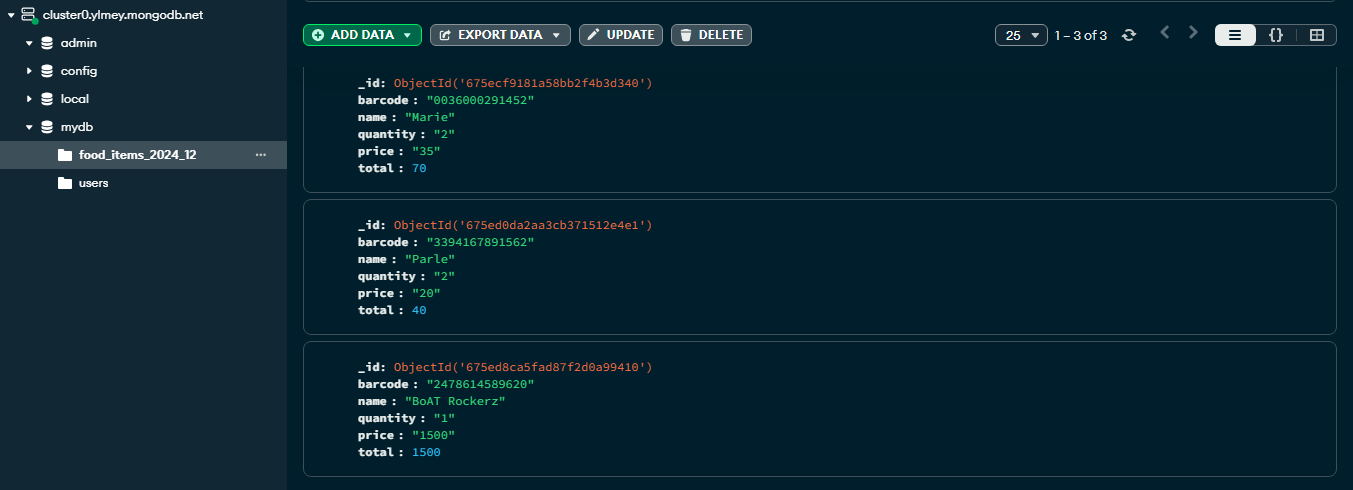 cluster0.ylmey.mongodb.net
admin
config
local
mydb
food_items_2024_12
users
ADD DATA EXPORT DATA UPDATE DELETE 25 1 – 3 of 3 {}
_id: ObjectId('675ecf9181a58bb2f4b3d340')
barcode : "0036000291452"
name : "Marie"
quantity : "2"
price : "35"
total : 70
_id: ObjectId('675ed0da2aa3cb371512e4e1')
barcode : "3394167891562"
name : "Parle"
quantity : "2"
price : "20"
total : 40
_id: ObjectId('675ed8ca5fad87f2d0a99410')
barcode : "2478614589620"
name : "BoAT Rockerz"
quantity : "1"
price : "1500"
total : 1500